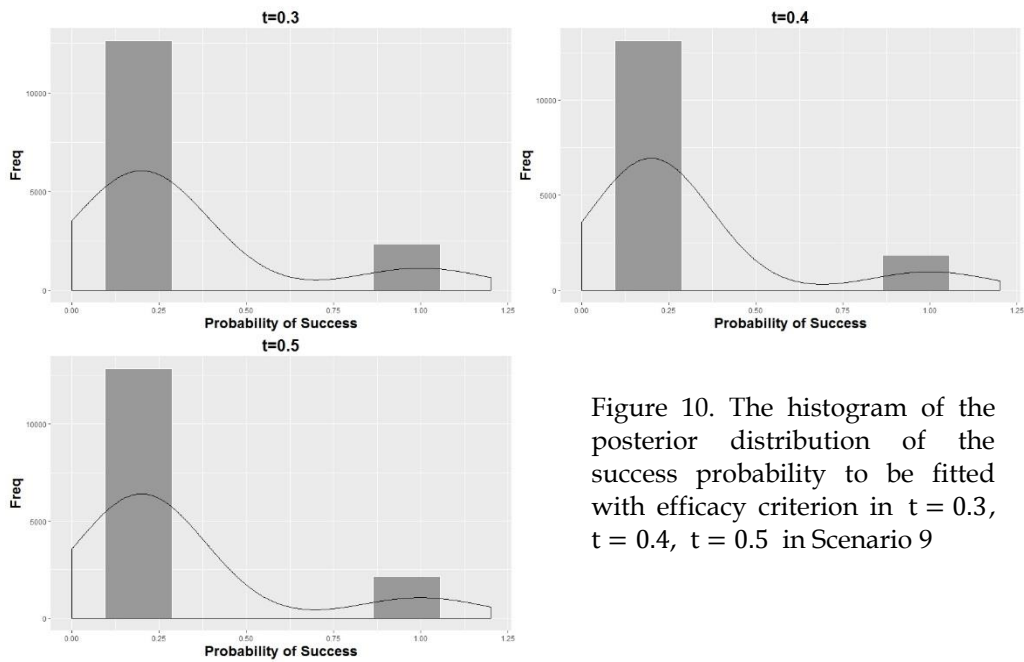 t=0.3
10000
5000
0
Freq
0.00 0.25 0.50 0.75 1.00 1.25
Probability of Success
t=0.4
10000
5000
0
Freq
0.00 0.25 0.50 0.75 1.00 1.25
Probability of Success
t=0.5
10000
5000
0
Freq
0.00 0.25 0.50 0.75 1.00 1.25
Probability of Success
Figure 10. The histogram of the
posterior distribution of the
success probability to be fitted
with efficacy criterion in t = 0.3,
t = 0.4, t = 0.5 in Scenario 9